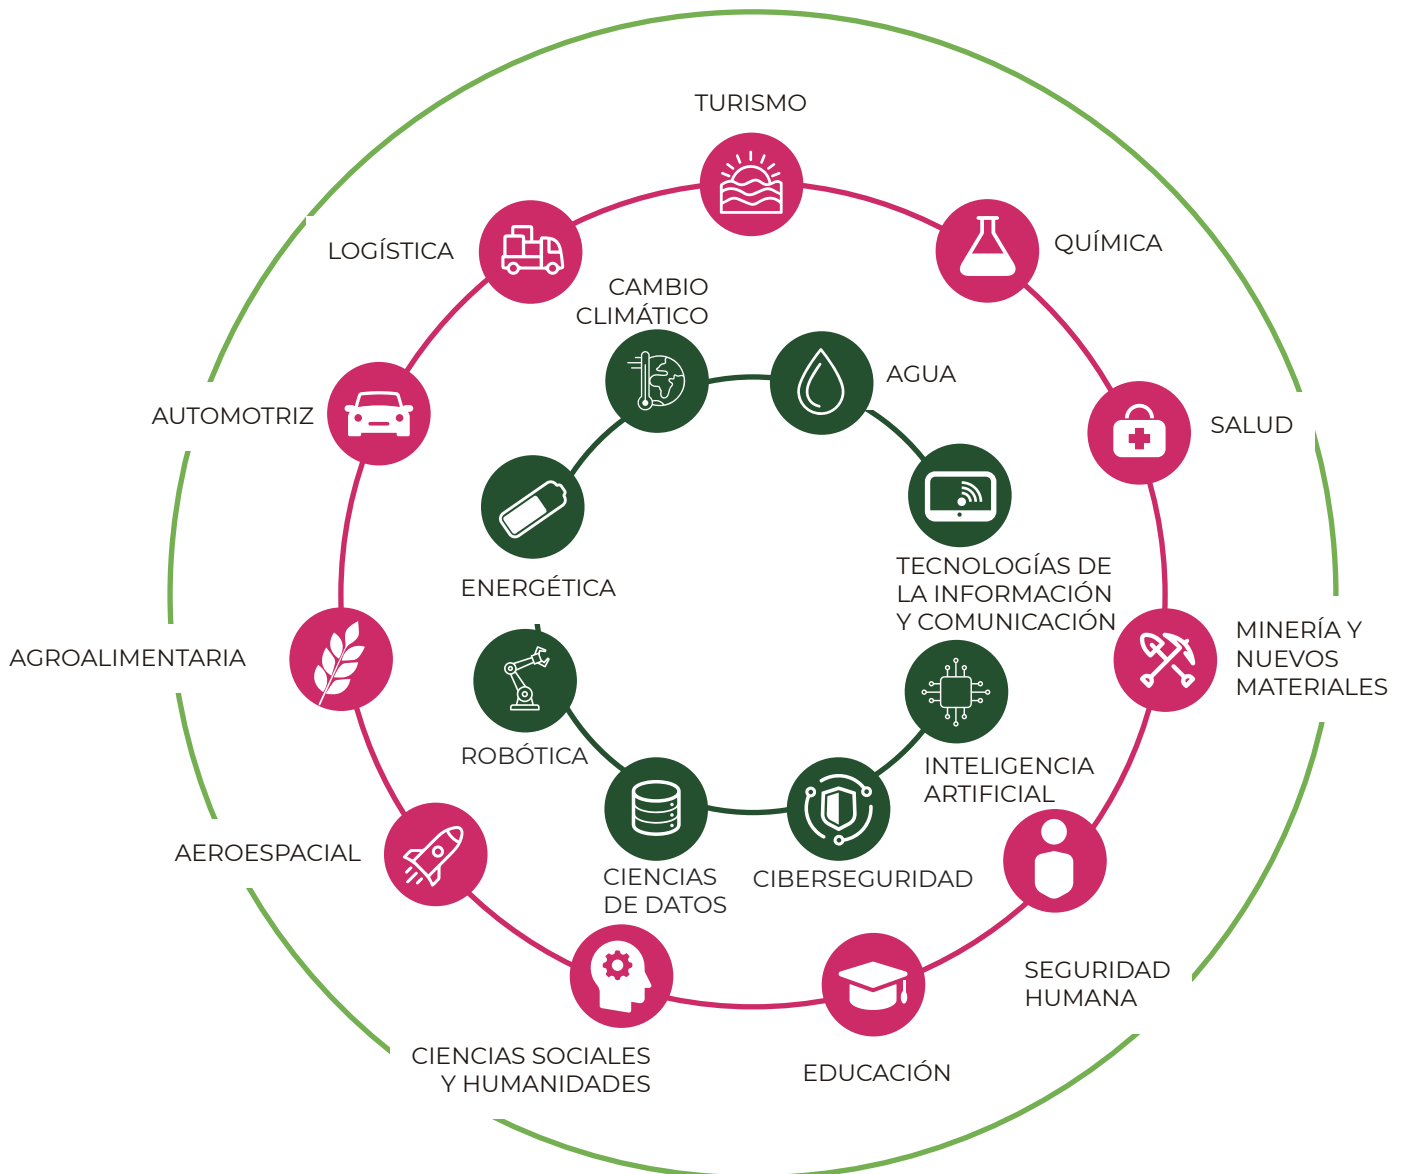 TURISMO
QUÍMICA
LOGÍSTICA
CAMBIO
CLIMÁTICO
AGUA
AUTOMOTRIZ
SALUD
TECNOLOGÍAS DE
LA INFORMACIÓN
Y COMUNICACIÓN
ENERGÉTICA
MINERÍA Y
NUEVOS
MATERIALES
AGROALIMENTARIA
ROBÓTICA
INTELIGENCIA
ARTIFICIAL
AEROESPACIAL
CIENCIAS
DE DATOS
CIBERSEGURIDAD
SEGURIDAD
HUMANA
CIENCIAS SOCIALES
Y HUMANIDADES
EDUCACIÓN